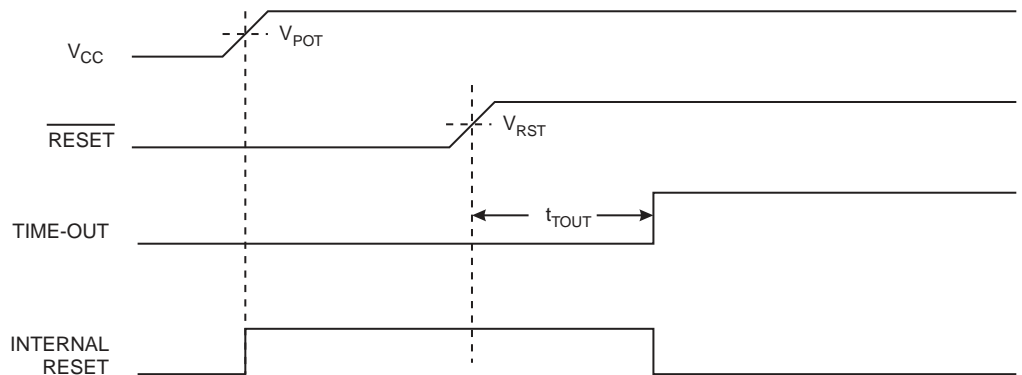 V_CC
V_POT
RESET
V_RST
TIME-OUT
t_TOUT
INTERNAL
RESET